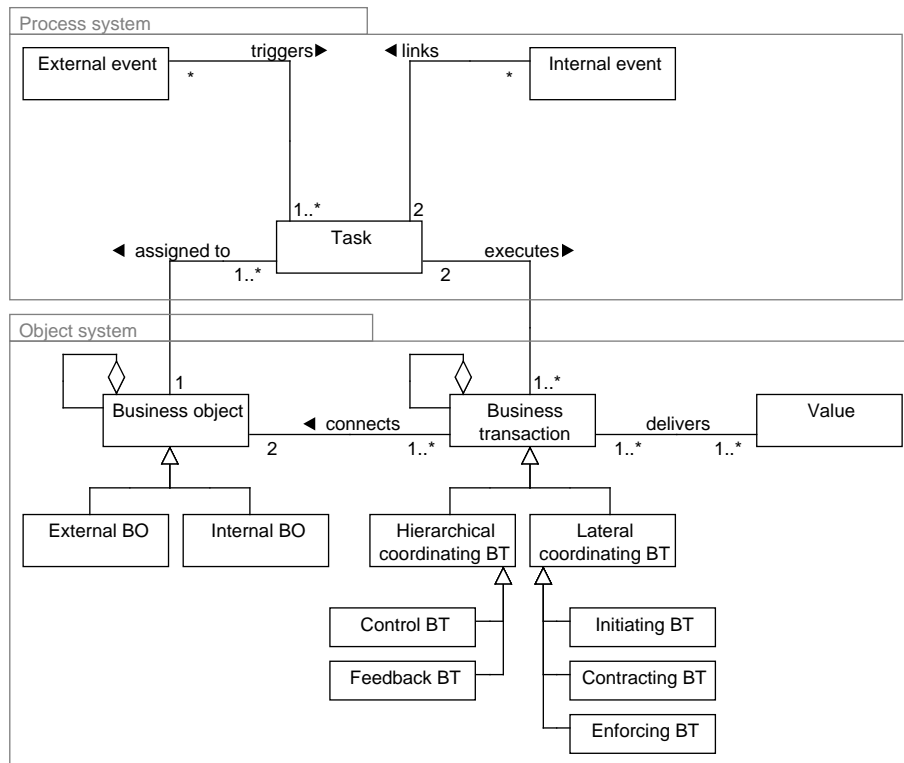 Process system
triggers▶
◀links
External event
Internal event
*
*
1..*
2
Task
◀ assigned to
executes▶
1..*
2
Object system
1
1..*
Business object
Business
transaction
Value
◀ connects
delivers
2
1..*
1..*
1..*
External BO
Internal BO
Hierarchical
coordinating BT
Lateral
coordinating BT
Control BT
Initiating BT
Feedback BT
Contracting BT
Enforcing BT